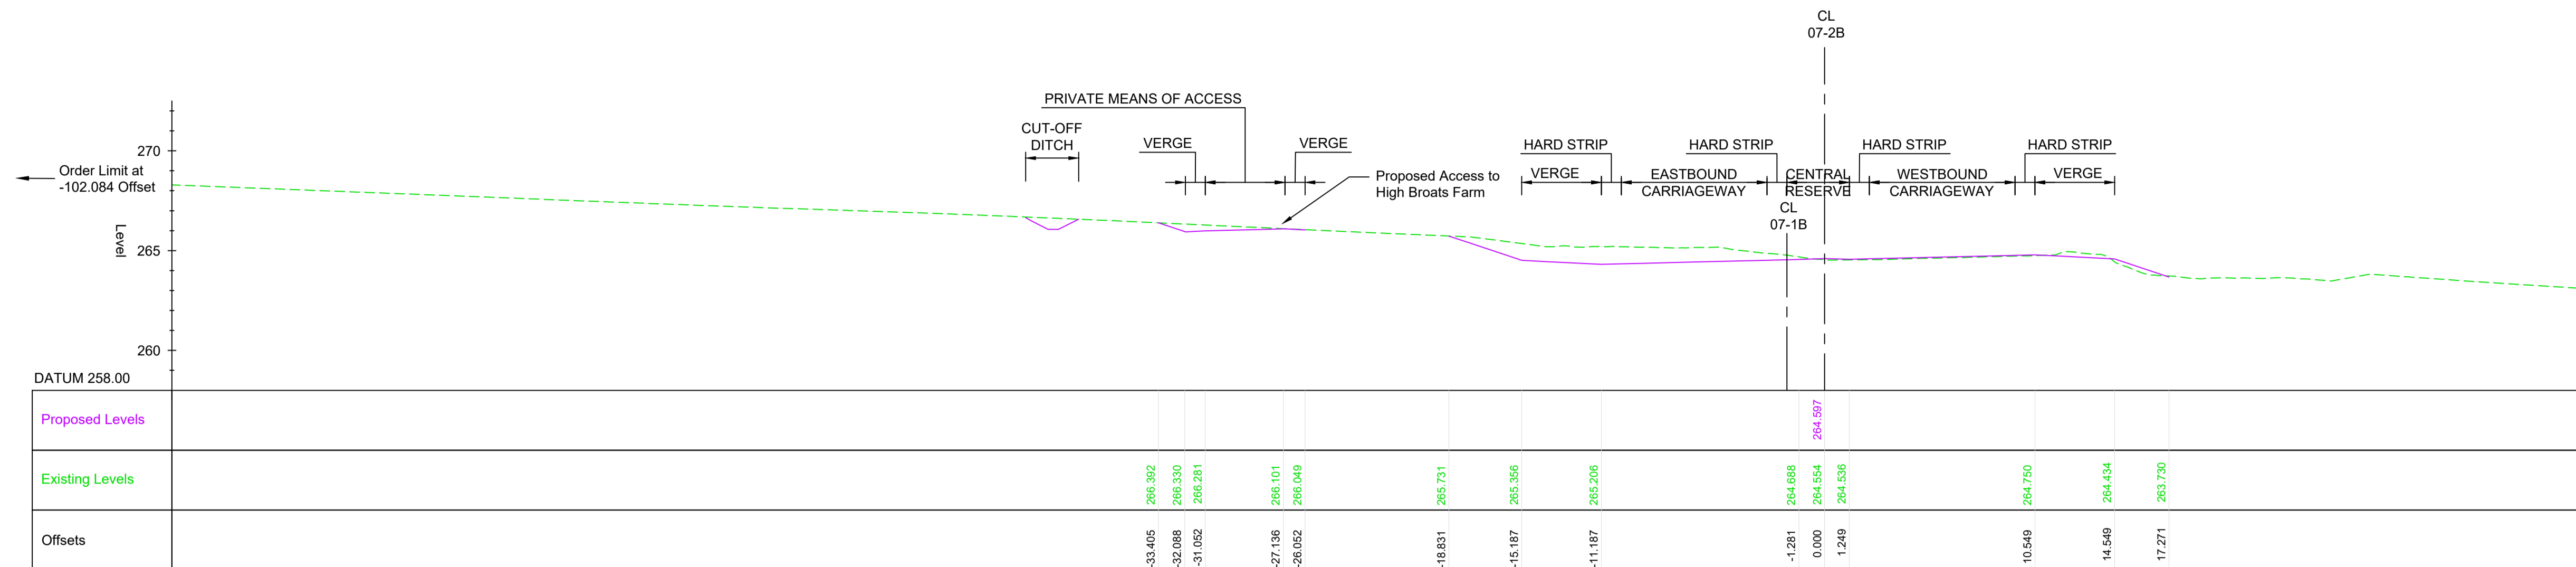 CL
07-2B
PRIVATE MEANS OF ACCESS
CUT-OFF
DITCH
VERGE
VERGE
HARD STRIP
HARD STRIP
HARD STRIP
HARD STRIP
270
Order Limit at
-102.084 Offset
Proposed Access to
High Broats Farm
VERGE
EASTBOUND
CARRIAGEWAY
CENTRAL
RESERVE
WESTBOUND
CARRIAGEWAY
VERGE
CL
07-1B
Level
265
260
DATUM 258.00
Proposed Levels
264.597
Existing Levels
266.392
266.330
266.281
266.101
266.049
265.731
265.356
265.206
264.688
264.554
264.536
264.750
264.434
263.730
Offsets
-33.405
-32.088
-31.052
-27.136
-26.052
-18.831
-15.187
-11.187
-1.281
0.000
1.249
10.549
14.549
17.271